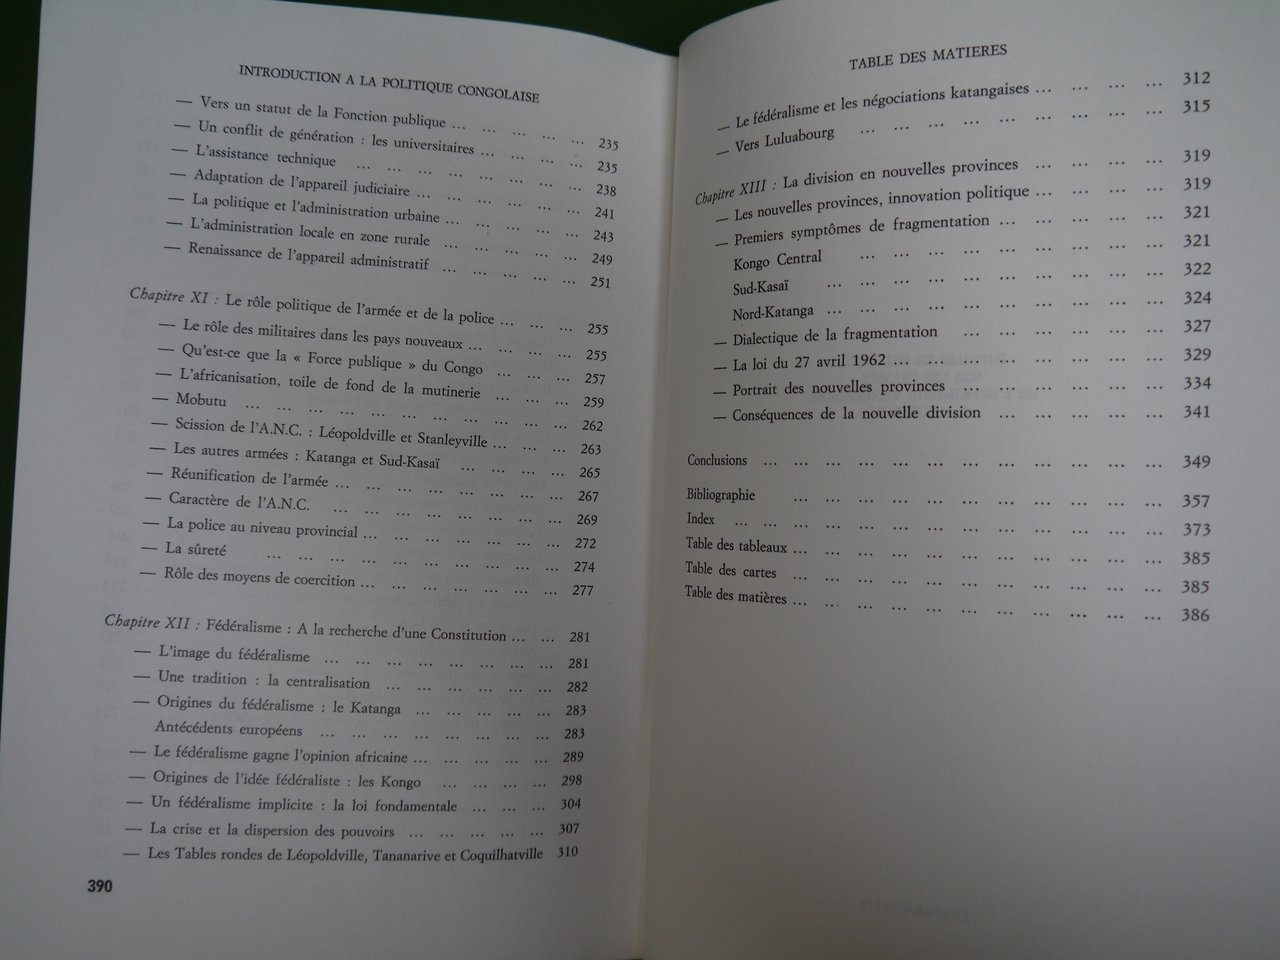 INTRODUCTION A LA POLITIQUE CONGOLAISE
— Vers un statut de la Fonction publique ... ... ... ... ... 235
— Un conflit de génération : les universitaires ... ... ... ... 235
— L'assistance technique ... ... ... ... ... ... ... 238
— Adaptation de l'appareil judiciaire ... ... ... ... ... ... 241
— La politique et l'administration urbaine ... ... ... ... ... 243
— L'administration locale en zone rurale ... ... ... ... ... 249
— Renaissance de l'appareil administratif ... ... ... ... ... 251
Chapitre XI : Le rôle politique de l'armée et de la police ... ... ... 255
— Le rôle des militaires dans les pays nouveaux ... ... ... ... 255
— Qu'est-ce que la « Force publique » du Congo ... ... ... 257
— L'africanisation, toile de fond de la mutinerie ... ... ... 259
— Mobutu ... ... ... ... ... ... ... ... ... ... 262
— Scission de l'A.N.C. : Léopoldville et Stanleyville ... ... ... 263
— Les autres armées : Katanga et Sud-Kasaï ... ... ... ... 265
— Réunification de l'armée ... ... ... ... ... ... ... 267
— Caractère de l'A.N.C. ... ... ... ... ... ... ... ... 269
— La police au niveau provincial ... ... ... ... ... ... ... 272
— La sûreté ... ... ... ... ... ... ... ... ... ... 274
— Rôle des moyens de coercition ... ... ... ... ... ... ... 277
Chapitre XII : Fédéralisme : A la recherche d'une Constitution ... ... 281
— L'image du fédéralisme ... ... ... ... ... ... ... ... 281
— Une tradition : la centralisation ... ... ... ... ... ... 282
— Origines du fédéralisme : le Katanga ... ... ... ... ... 283
Antécédents européens ... ... ... ... ... ... ... ... 283
— Le fédéralisme gagne l'opinion africaine ... ... ... ... ... 289
— Origines de l'idée fédéraliste : les Kongo ... ... ... ... 298
— Un fédéralisme implicite : la loi fondamentale ... ... ... 304
— La crise et la dispersion des pouvoirs ... ... ... ... ... 307
— Les Tables rondes de Léopoldville, Tananarive et Coquilhatville 310
390
TABLE DES MATIERES
— Le fédéralisme et les négociations katangaises ... ... ... ... 312
— Vers Luluabourg ... ... ... ... ... ... ... ... ... 315
Chapitre XIII : La division en nouvelles provinces ... ... ... ... 319
— Les nouvelles provinces, innovation politique ... ... ... ... 319
— Premiers symptômes de fragmentation ... ... ... ... ... 321
Kongo Central ... ... ... ... ... ... ... ... ... 321
Sud-Kasaï ... ... ... ... ... ... ... ... ... ... 322
Nord-Katanga ... ... ... ... ... ... ... ... ... ... 324
— Dialectique de la fragmentation ... ... ... ... ... ... 327
— La loi du 27 avril 1962 ... ... ... ... ... ... ... ... 329
— Portrait des nouvelles provinces ... ... ... ... ... ... 334
— Conséquences de la nouvelle division ... ... ... ... ... 341
Conclusions ... ... ... ... ... ... ... ... ... ... ... ... 349
Bibliographie ... ... ... ... ... ... ... ... ... ... ... 357
Index ... ... ... ... ... ... ... ... ... ... ... ... ... 373
Table des tableaux ... ... ... ... ... ... ... ... ... ... ... 385
Table des cartes ... ... ... ... ... ... ... ... ... ... ... 385
Table des matières ... ... ... ... ... ... ... ... ... ... ... 386